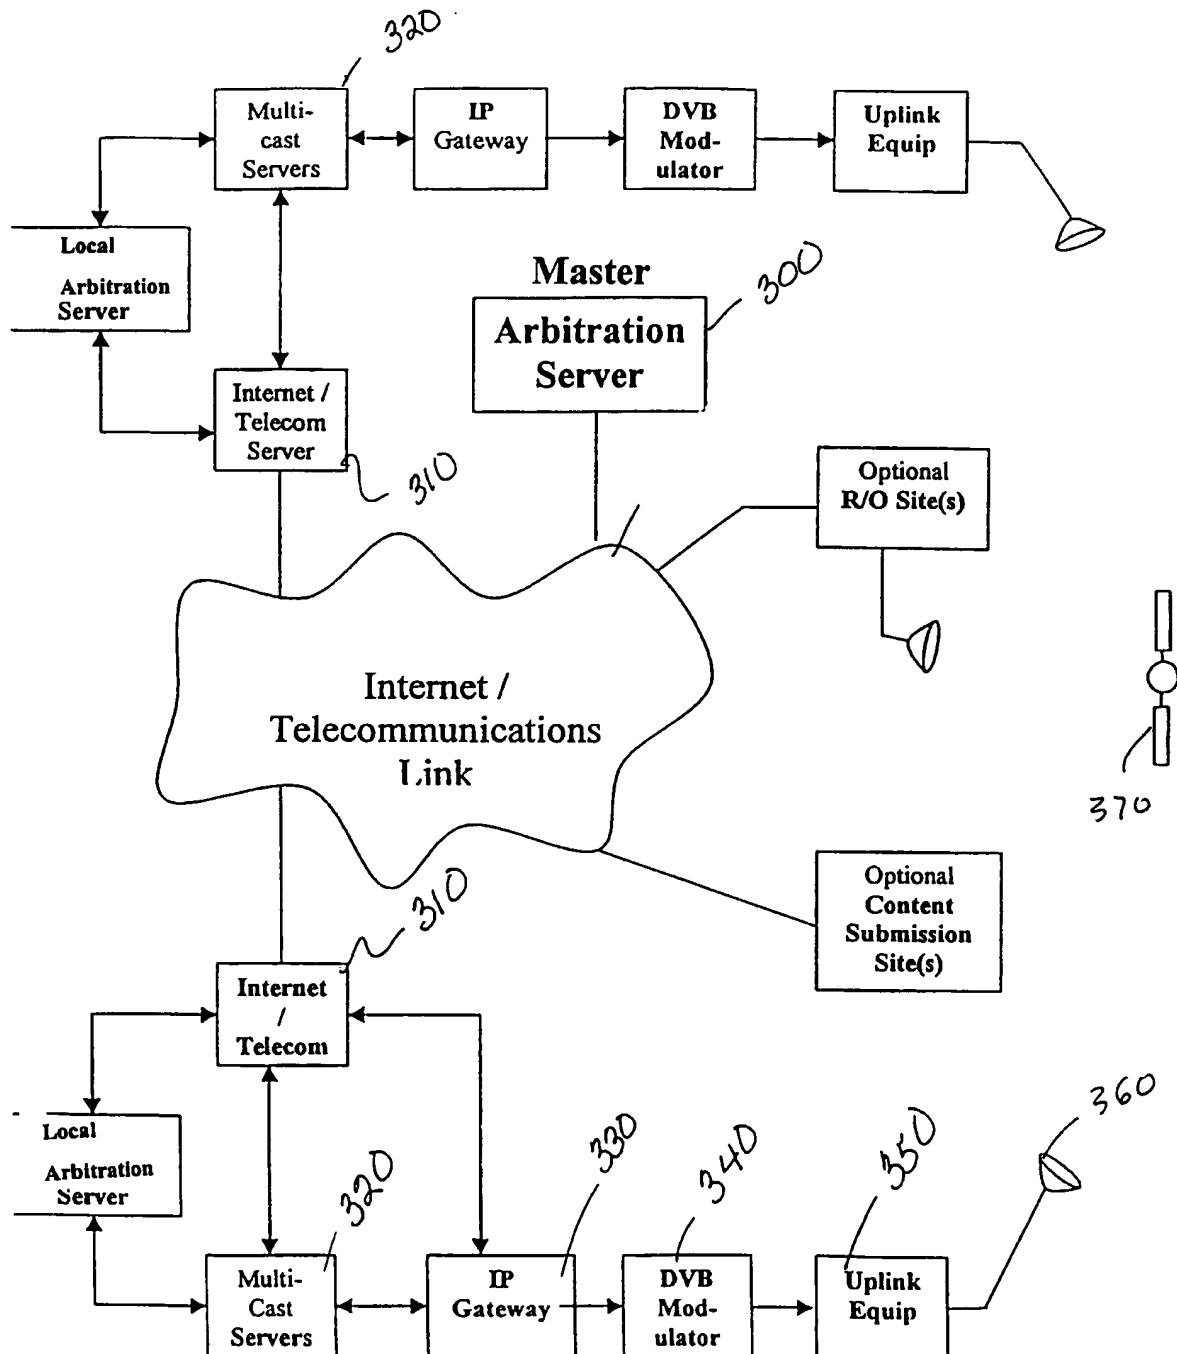 320
Multi-
cast
Servers
IP
Gateway
DVB
Mod-
ulator
Uplink
Equip
Local
Arbitration
Server
Master
Arbitration
Server
300
Internet /
Telecom
Server
310
Optional
R/O Site(s)
Internet /
Telecommunications
Link
370
310
Optional
Content
Submission
Site(s)
Internet
/
Telecom
Local
Arbitration
Server
320
330
340
350
360
Multi-
Cast
Servers
IP
Gateway
DVB
Mod-
ulator
Uplink
Equip